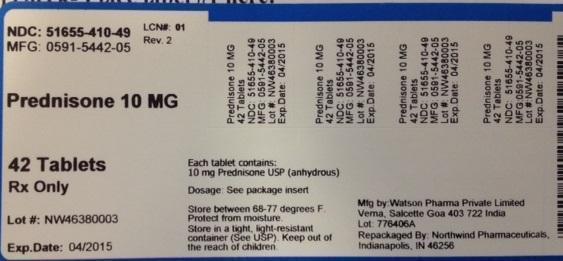 NDC: 51655-410-49
MFG: 0591-5442-05
LCN#: 01
Rev. 2
Prednisone 10 MG
42 Tablets
Rx Only
Lot #: NW46380003
Exp.Date: 04/2015
Prednisone 10 MG
42 Tablets
NDC: 51655-410-49
MFG:0591-5442-05
Lot #: NW46380003
Exp.Date: 04/2015
Prednisone 10 MG
42 Tablets
NDC: 51655-410-49
MFG:0591-5442-05
Lot #: NW46380003
Exp.Date: 04/2015
Prednisone 10 MG
42 Tablets
NDC: 51655-410-49
MFG:0591-5442-05
Lot #: NW46380003
Exp.Date: 04/2015
Prednisone 10 MG
42 Tablets
NDC: 51655-410-49
MFG:0591-5442-05
Lot #: NW46380003
Exp.Date: 04/2015
Each tablet contains:
10 mg Prednisone USP (anhydrous)
Dosage: See package insert
Store between 68-77 degrees F.
Protect from moisture.
Store in a tight, light-resistant
container (See USP). Keep out of
the reach of children.
Mfg by:Watson Pharma Private Limited
Verna, Salcette Goa 403 722 India
Lot: 776406A
Repackaged By: Northwind Pharmaceuticals,
Indianapolis, IN 46256